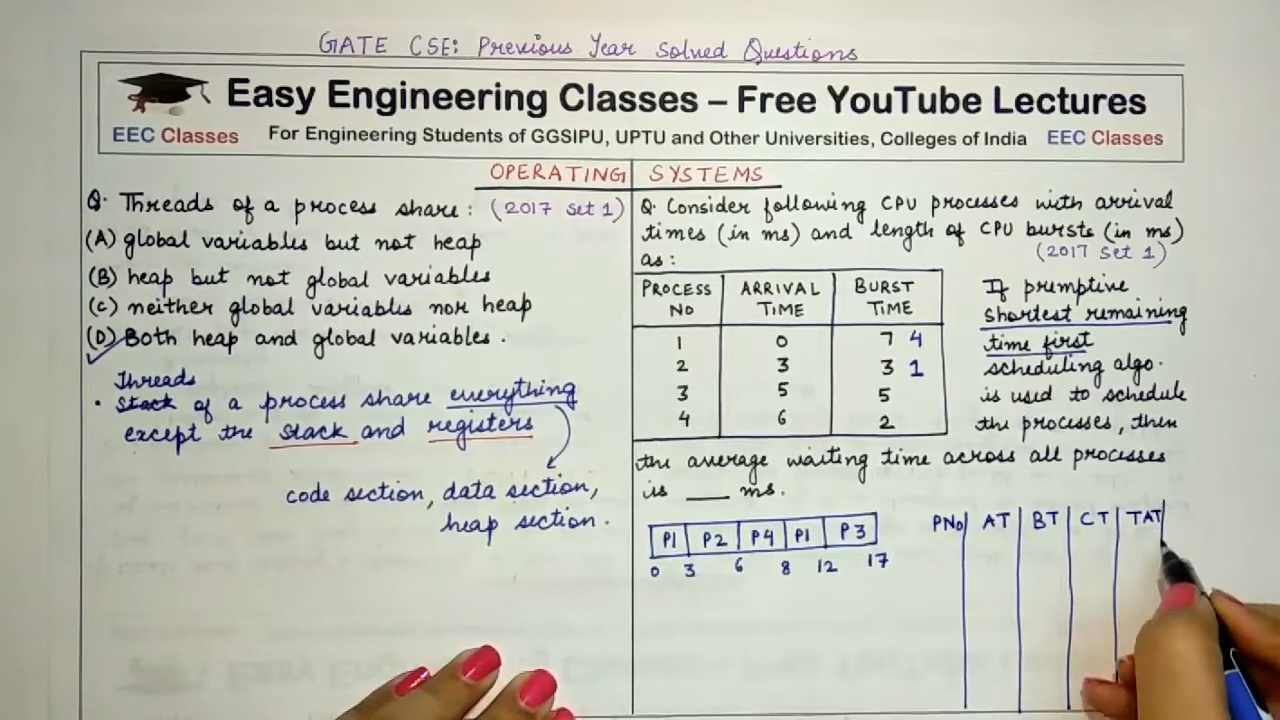 GATE CSE: Previous Year Solved Questions
Easy Engineering Classes – Free YouTube Lectures
EEC Classes For Engineering Students of GGSIPU, UPTU and Other Universities, Colleges of India EEC Classes
OPERATING SYSTEMS
Q. Threads of a process share: (2017 Set 1)
(A) global variables but not heap
(B) heap but not global variables
(C) neither global variables nor heap
(D) Both heap and global variables.
Threads
• Stack of a process share everything
except the stack and registers
code section, data section,
heap section.
Q. Consider following CPU processes with arrival
times (in ms) and length of CPU bursts (in ms)
as: (2017 Set 1)
PROCESS NO ARRIVAL TIME BURST TIME
1 0 7 4
2 3 3 1
3 5 5
4 6 2
If premptive
shortest remaining
time first
scheduling algo.
is used to schedule
the processes, then
the average waiting time across all processes
is ___ ms.
P1 P2 P4 P1 P3
0 3 6 8 12 17
PNo AT BT CT TAT